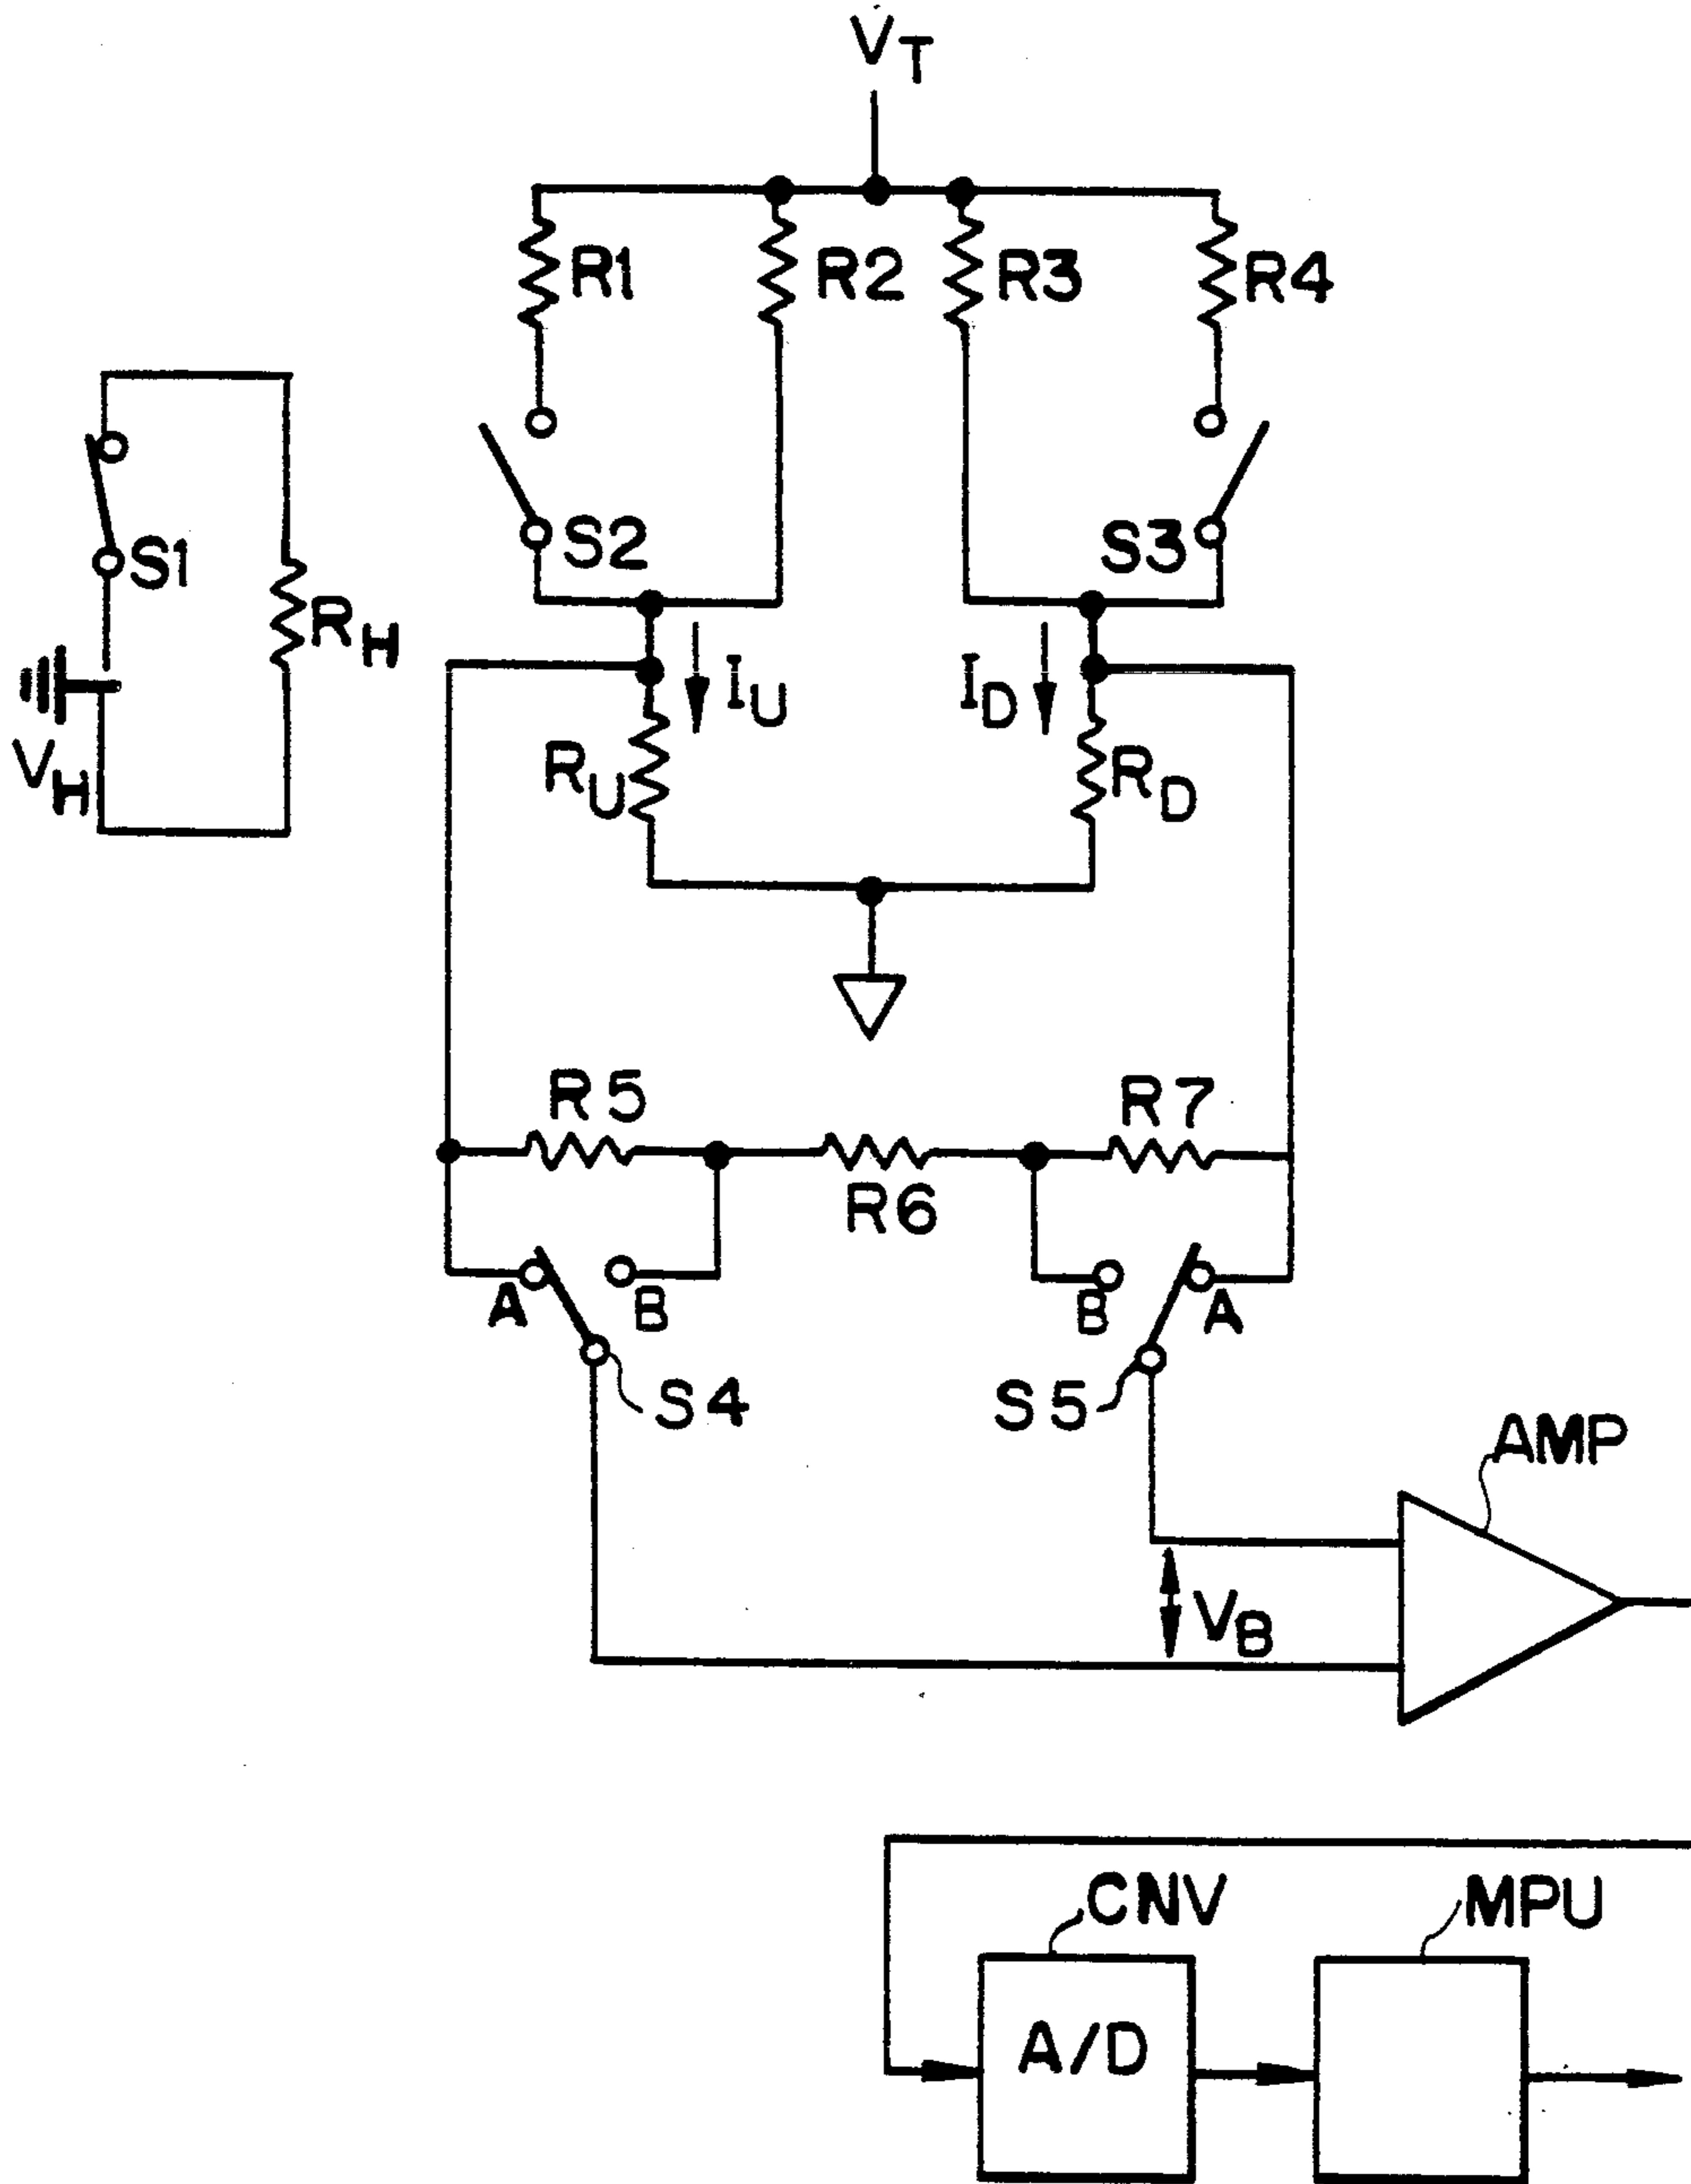 VT
R1
R2
R3
R4
S1
RH
VH
S2
S3
IU
ID
RU
RD
R5
R6
R7
A
B
B
A
S4
S5
AMP
VB
CNV
MPU
A/D